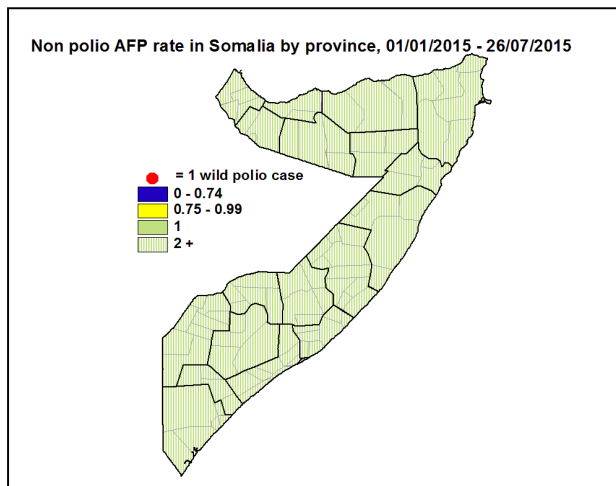 Non polio AFP rate in Somalia by province, 01/01/2015 - 26/07/2015
= 1 wild polio case
0 - 0.74
0.75 - 0.99
1
2 +